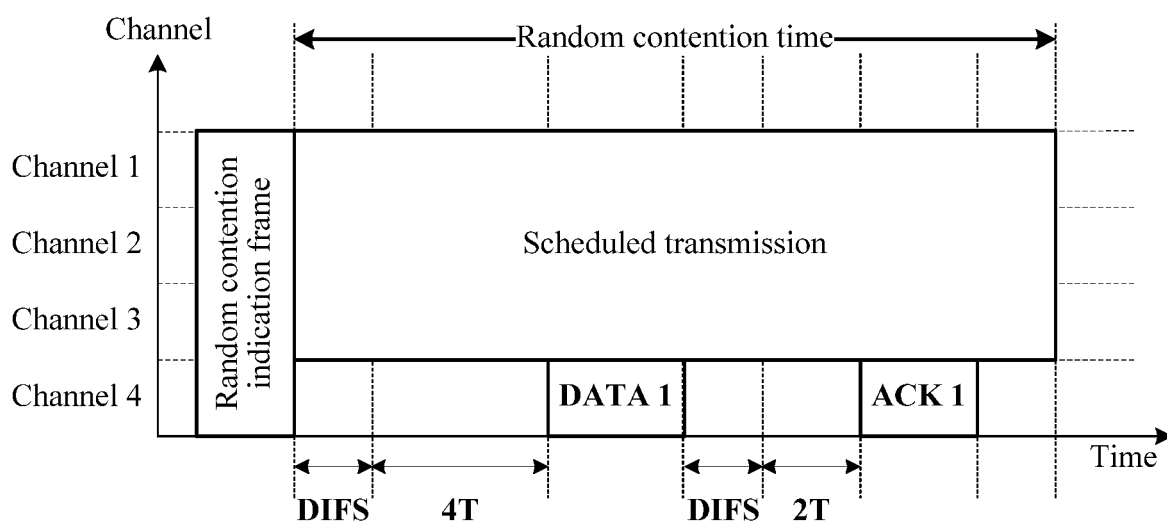 Channel
Random contention time
Channel 1
Channel 2
Channel 3
Channel 4
Random contention
indication frame
Scheduled transmission
DATA 1
ACK 1
Time
DIFS
4T
DIFS
2T